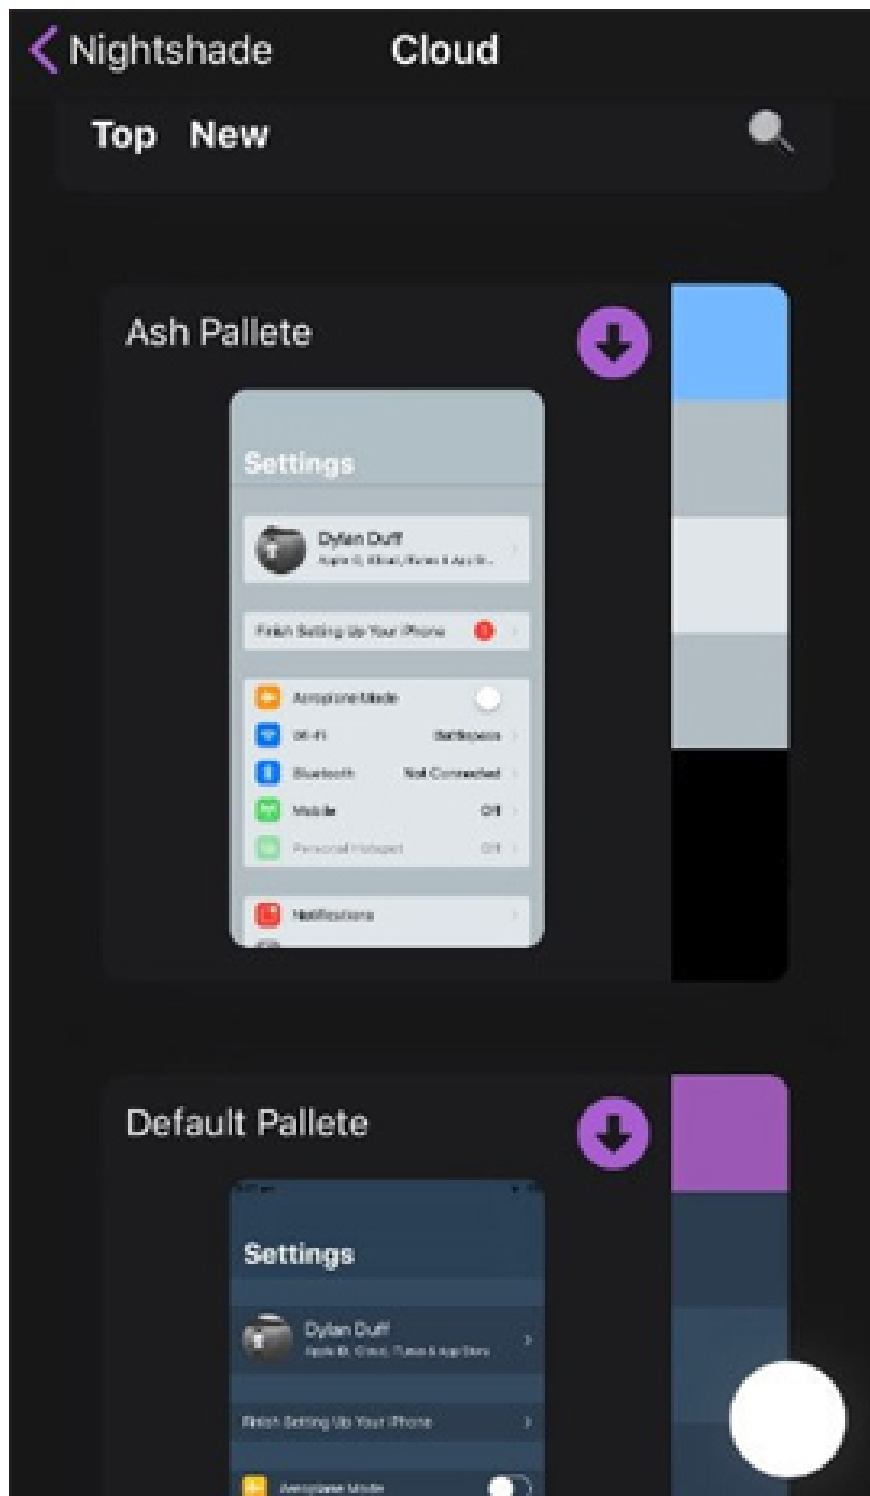 Nightshade Cloud
Top New
Ash Pallete
Settings
Dylan Duff
Finish Setting Up Your iPhone
Aeroplane Mode
Wi-Fi
Bluetooth Not Connected
Mobile Off
Personal Hotspot Off
Notifications
Default Pallete
Settings
Dylan Duff
Apple ID, iCloud, iTunes & App Store
Finish Setting Up Your iPhone
Aeroplane Mode